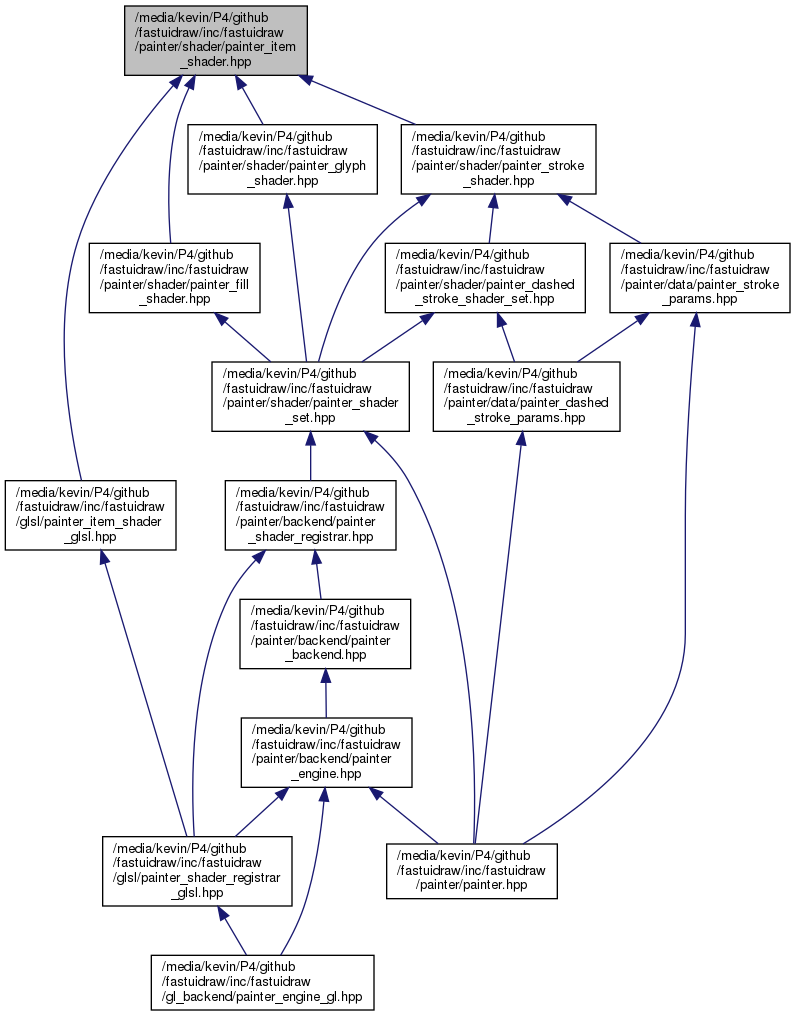 /media/kevin/P4/github
/fastuidraw/inc/fastuidraw
/painter/shader/painter_item
_shader.hpp
/media/kevin/P4/github
/fastuidraw/inc/fastuidraw
/painter/shader/painter_glyph
_shader.hpp
/media/kevin/P4/github
/fastuidraw/inc/fastuidraw
/painter/shader/painter_stroke
_shader.hpp
/media/kevin/P4/github
/fastuidraw/inc/fastuidraw
/painter/shader/painter_fill
_shader.hpp
/media/kevin/P4/github
/fastuidraw/inc/fastuidraw
/painter/shader/painter_dashed
_stroke_shader_set.hpp
/media/kevin/P4/github
/fastuidraw/inc/fastuidraw
/painter/data/painter_stroke
_params.hpp
/media/kevin/P4/github
/fastuidraw/inc/fastuidraw
/painter/shader/painter_shader
_set.hpp
/media/kevin/P4/github
/fastuidraw/inc/fastuidraw
/painter/data/painter_dashed
_stroke_params.hpp
/media/kevin/P4/github
/fastuidraw/inc/fastuidraw
/glsl/painter_item_shader
_glsl.hpp
/media/kevin/P4/github
/fastuidraw/inc/fastuidraw
/painter/backend/painter
_shader_registrar.hpp
/media/kevin/P4/github
/fastuidraw/inc/fastuidraw
/painter/backend/painter
_backend.hpp
/media/kevin/P4/github
/fastuidraw/inc/fastuidraw
/painter/backend/painter
_engine.hpp
/media/kevin/P4/github
/fastuidraw/inc/fastuidraw
/glsl/painter_shader_registrar
_glsl.hpp
/media/kevin/P4/github
/fastuidraw/inc/fastuidraw
/painter/painter.hpp
/media/kevin/P4/github
/fastuidraw/inc/fastuidraw
/gl_backend/painter_engine_gl.hpp